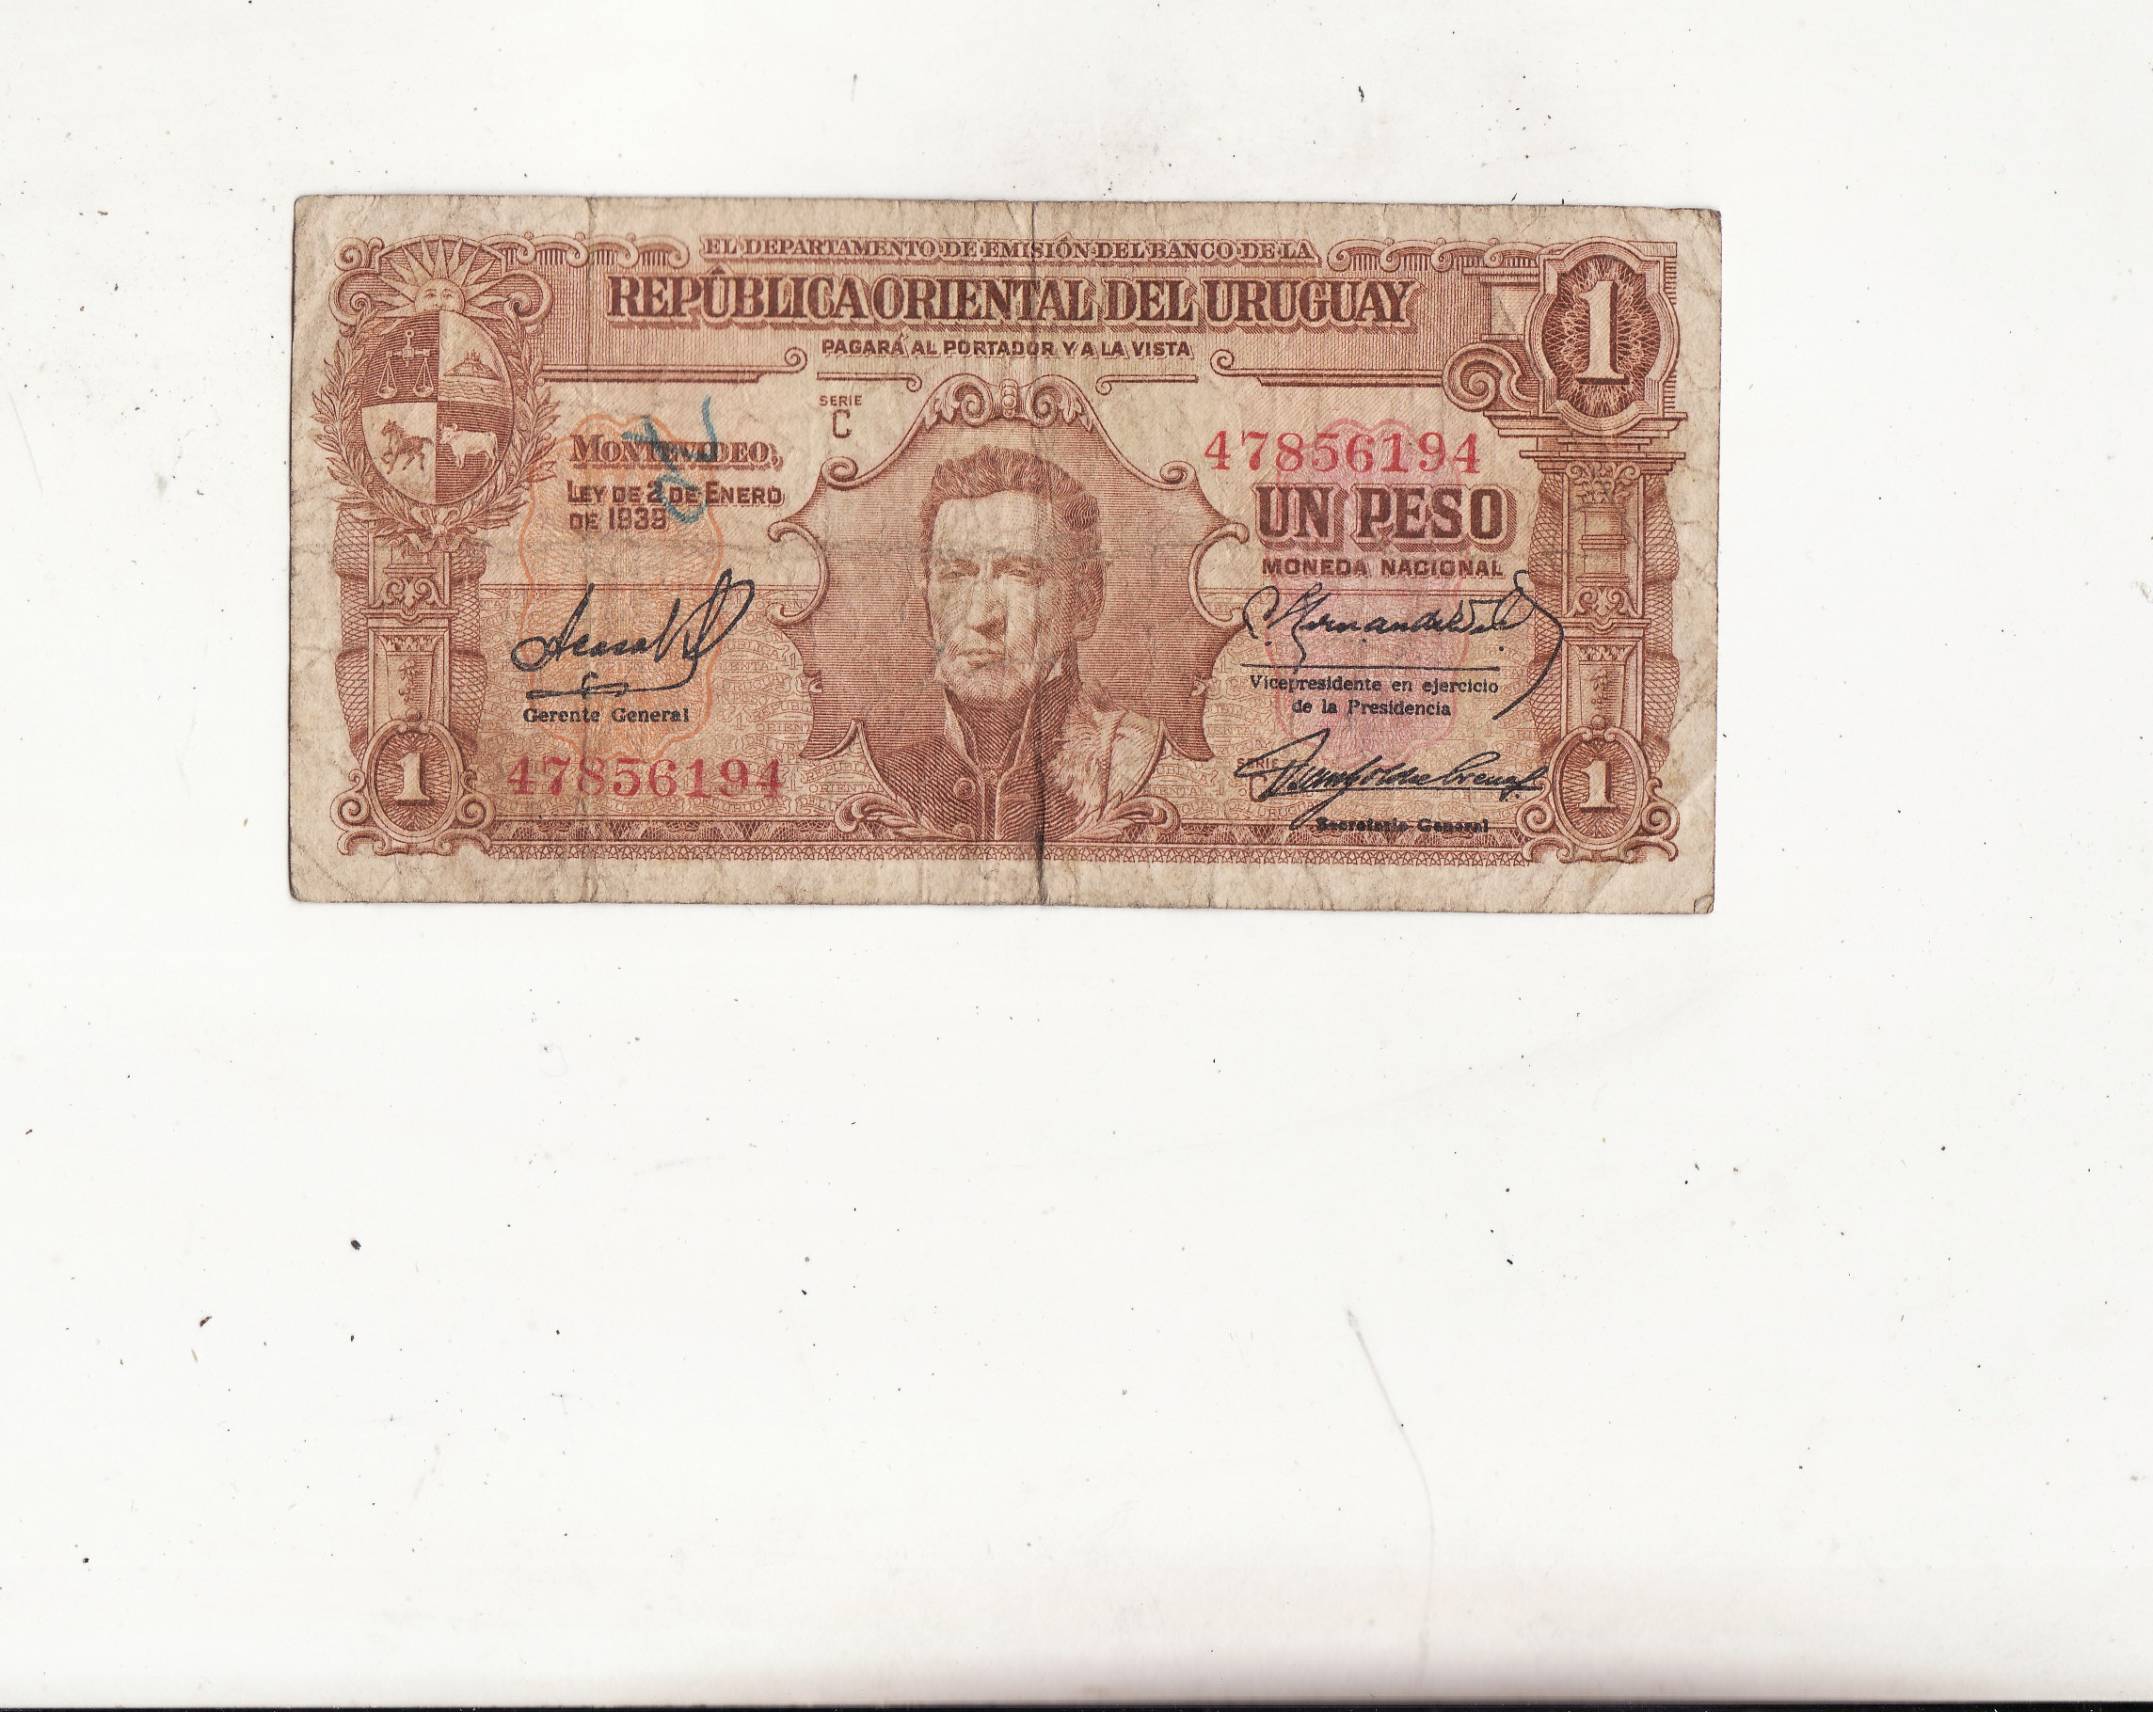 EL DEPARTAMENTO DE EMISIÓN DEL BANCO DE LA
REPÚBLICA ORIENTAL DEL URUGUAY
PAGARÁ AL PORTADOR Y A LA VISTA
1
SERIE
C
MONTEVIDEO,
LEY DE 2 DE ENERO
DE 1939
47856194
UN PESO
MONEDA NACIONAL
Gerente General
Vicepresidente en ejercicio
de la Presidencia
47856194
SERIE
Secretario General
1
1